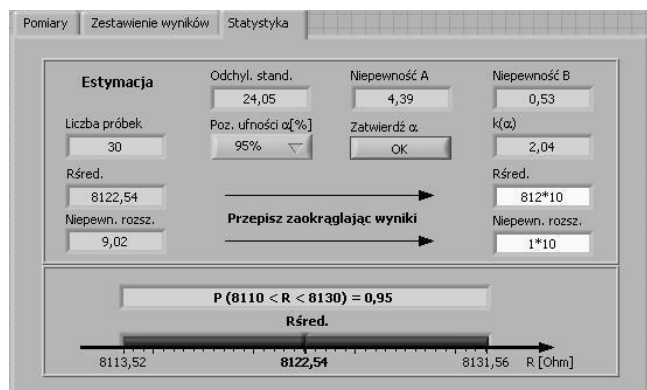 Pomiary Zestawienie wyników Statystyka
Estymacja
Odchyl. stand.
24,05
Niepewność A
4,39
Niepewność B
0,53
Liczba próbek
30
Poz. ufności α[%]
95%
Zatwierdź α
OK
k(α)
2,04
Rśred.
8122,54
Niepewn. rozsz.
9,02
Przepisz zaokrąglając wyniki
Rśred.
812*10
Niepewn. rozsz.
1*10
P (8110 < R < 8130) = 0,95
Rśred.
8113,52 8122,54 8131,56 R [Ohm]